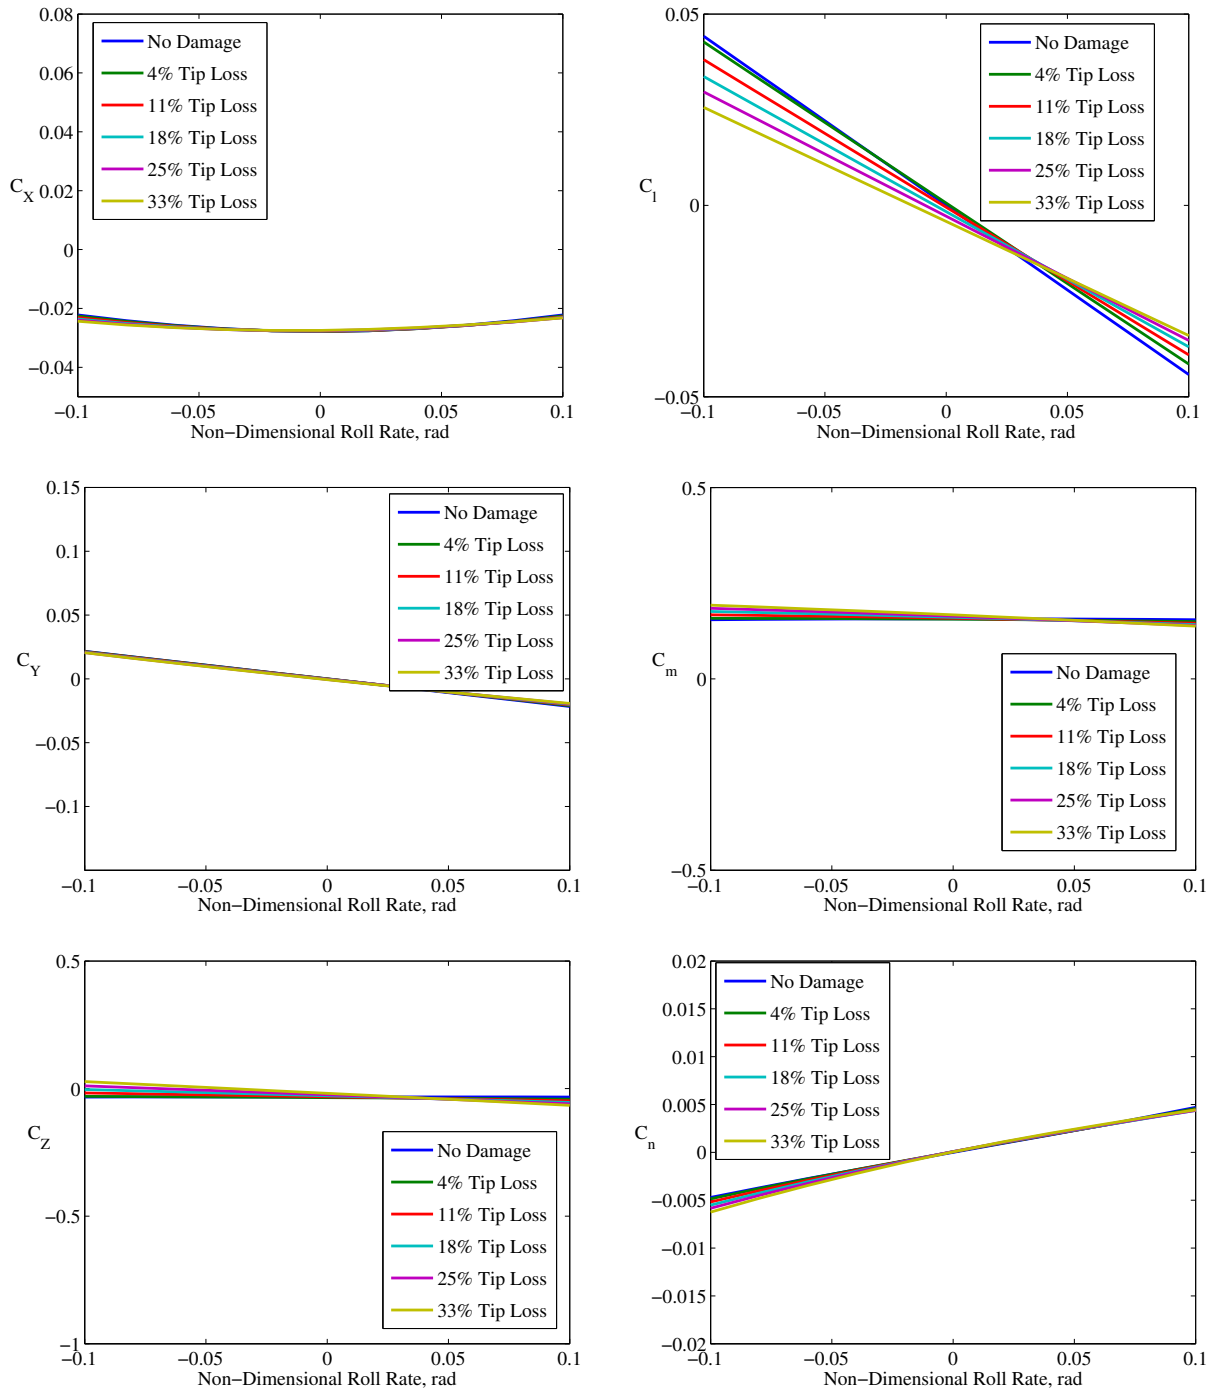 0.08
0.06
0.04
0.02
0
−0.02
−0.04
C_X
No Damage
4% Tip Loss
11% Tip Loss
18% Tip Loss
25% Tip Loss
33% Tip Loss
−0.1 −0.05 0 0.05 0.1
Non−Dimensional Roll Rate, rad
0.05
0
−0.05
C_l
No Damage
4% Tip Loss
11% Tip Loss
18% Tip Loss
25% Tip Loss
33% Tip Loss
−0.1 −0.05 0 0.05 0.1
Non−Dimensional Roll Rate, rad
0.15
0.1
0.05
0
−0.05
−0.1
C_Y
No Damage
4% Tip Loss
11% Tip Loss
18% Tip Loss
25% Tip Loss
33% Tip Loss
−0.1 −0.05 0 0.05 0.1
Non−Dimensional Roll Rate, rad
0.5
0
−0.5
C_m
No Damage
4% Tip Loss
11% Tip Loss
18% Tip Loss
25% Tip Loss
33% Tip Loss
−0.1 −0.05 0 0.05 0.1
Non−Dimensional Roll Rate, rad
0.5
0
−0.5
−1
C_Z
No Damage
4% Tip Loss
11% Tip Loss
18% Tip Loss
25% Tip Loss
33% Tip Loss
−0.1 −0.05 0 0.05 0.1
Non−Dimensional Roll Rate, rad
0.02
0.015
0.01
0.005
0
−0.005
−0.01
−0.015
−0.02
C_n
No Damage
4% Tip Loss
11% Tip Loss
18% Tip Loss
25% Tip Loss
33% Tip Loss
−0.1 −0.05 0 0.05 0.1
Non−Dimensional Roll Rate, rad